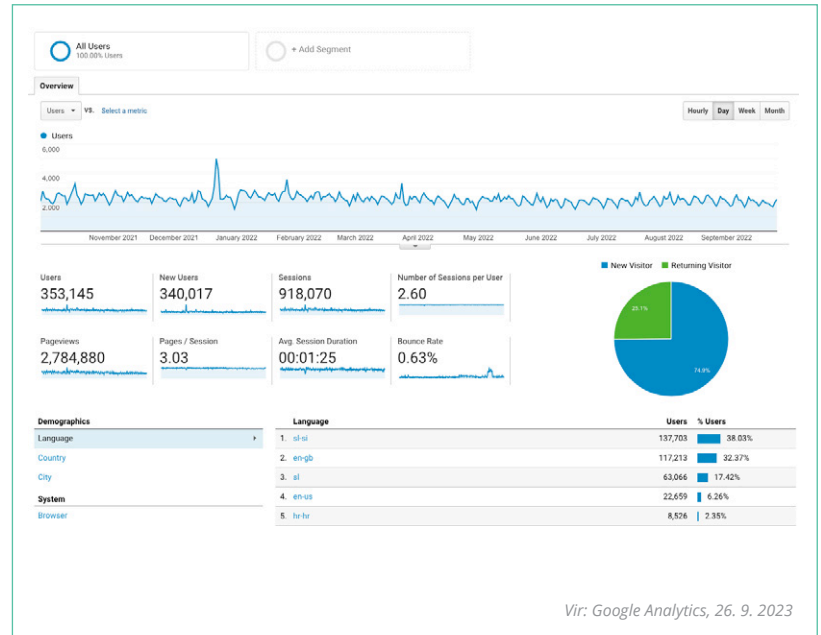 All Users
100.00% Users
+ Add Segment
Overview
Users VS. Select a metric
Hourly Day Week Month
Users
6,000
4,000
2,000
November 2021 December 2021 January 2022 February 2022 March 2022 April 2022 May 2022 June 2022 July 2022 August 2022 September 2022
New Visitor Returning Visitor
Users New Users Sessions Number of Sessions per User
353,145 340,017 918,070 2.60
25.1%
Pageviews Pages / Session Avg. Session Duration Bounce Rate
2,784,880 3.03 00:01:25 0.63%
74.9%
Demographics Language Users % Users
Language 1. sl-si 137,703 38.03%
Country 2. en-gb 117,213 32.37%
City 3. sl 63,066 17.42%
System 4. en-us 22,659 6.26%
Browser 5. hr-hr 8,526 2.35%
Vir: Google Analytics, 26. 9. 2023